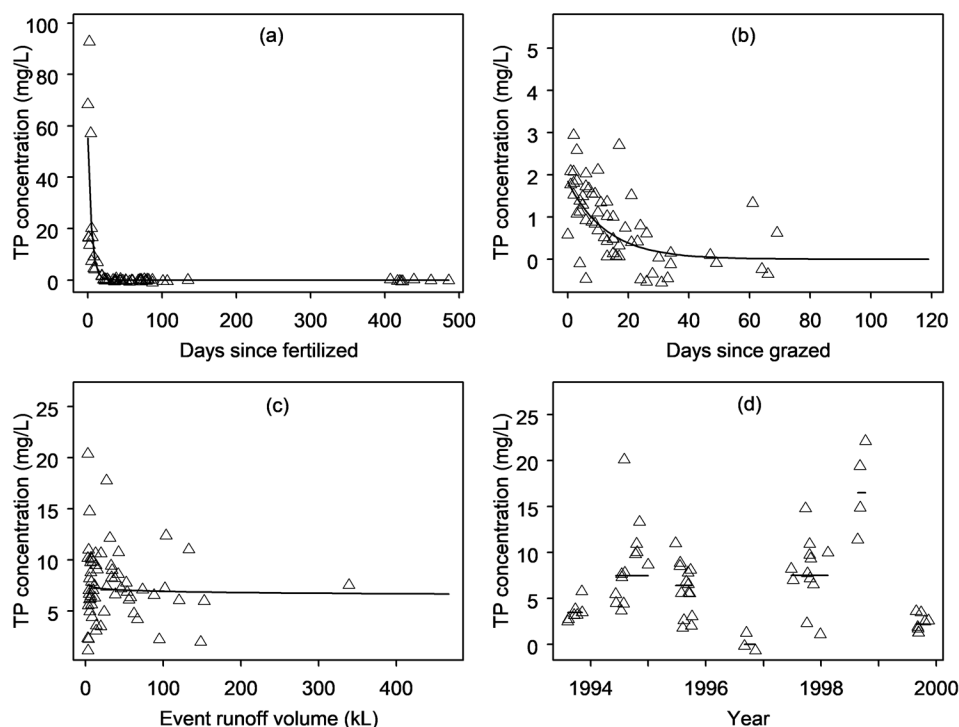 (a)
TP concentration (mg/L)
100
80
60
40
20
0
0 100 200 300 400 500
Days since fertilized
(b)
TP concentration (mg/L)
5
4
3
2
1
0
0 20 40 60 80 100 120
Days since grazed
(c)
TP concentration (mg/L)
25
20
15
10
5
0 100 200 300 400
Event runoff volume (kL)
(d)
TP concentration (mg/L)
25
20
15
10
5
0
1994 1996 1998 2000
Year